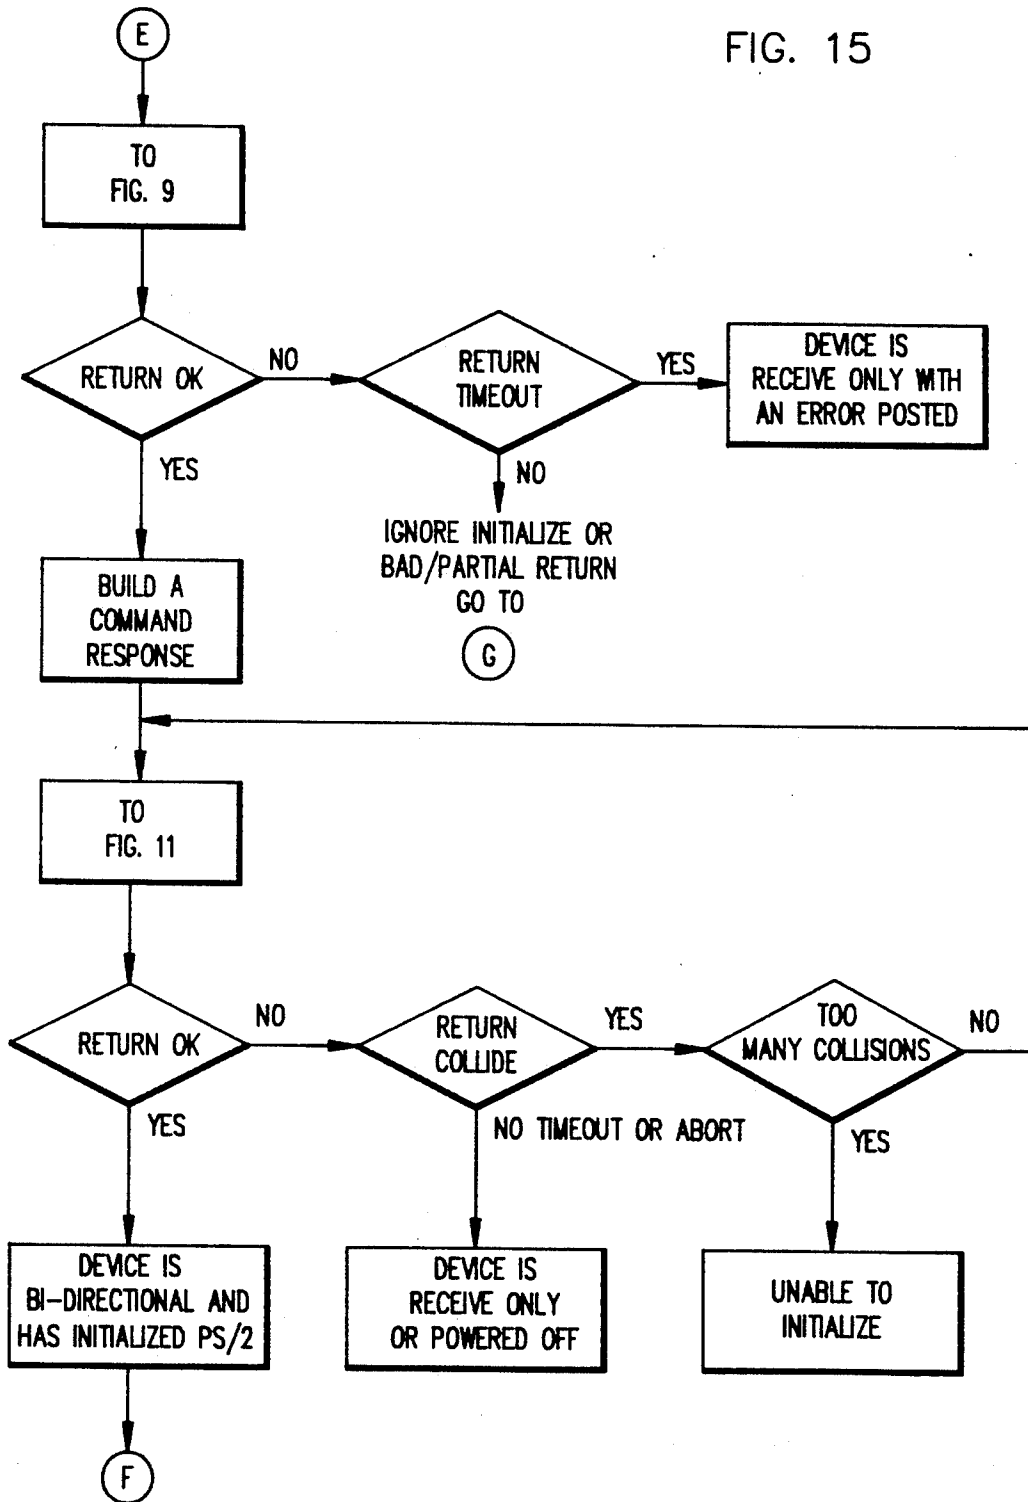 E
FIG. 15
TO
FIG. 9
RETURN OK
NO
RETURN
TIMEOUT
YES
DEVICE IS
RECEIVE ONLY WITH
AN ERROR POSTED
YES
NO
IGNORE INITIALIZE OR
BAD/PARTIAL RETURN
GO TO
G
BUILD A
COMMAND
RESPONSE
TO
FIG. 11
RETURN OK
NO
RETURN
COLLIDE
YES
TOO
MANY COLLISIONS
NO
YES
NO TIMEOUT OR ABORT
YES
DEVICE IS
BI-DIRECTIONAL AND
HAS INITIALIZED PS/2
DEVICE IS
RECEIVE ONLY
OR POWERED OFF
UNABLE TO
INITIALIZE
F